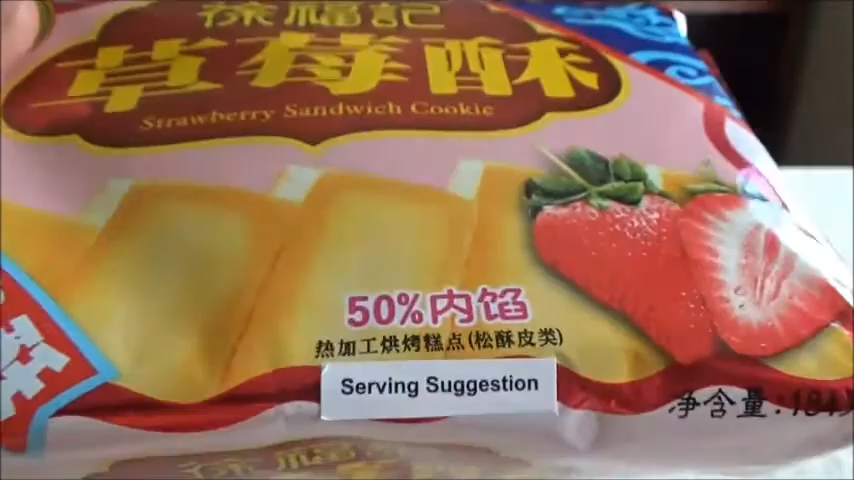 徐福記
草莓酥
Strawberry Sandwich Cookie
50%内馅
热加工烘烤糕点(松酥皮类)
Serving Suggestion
净含量:184